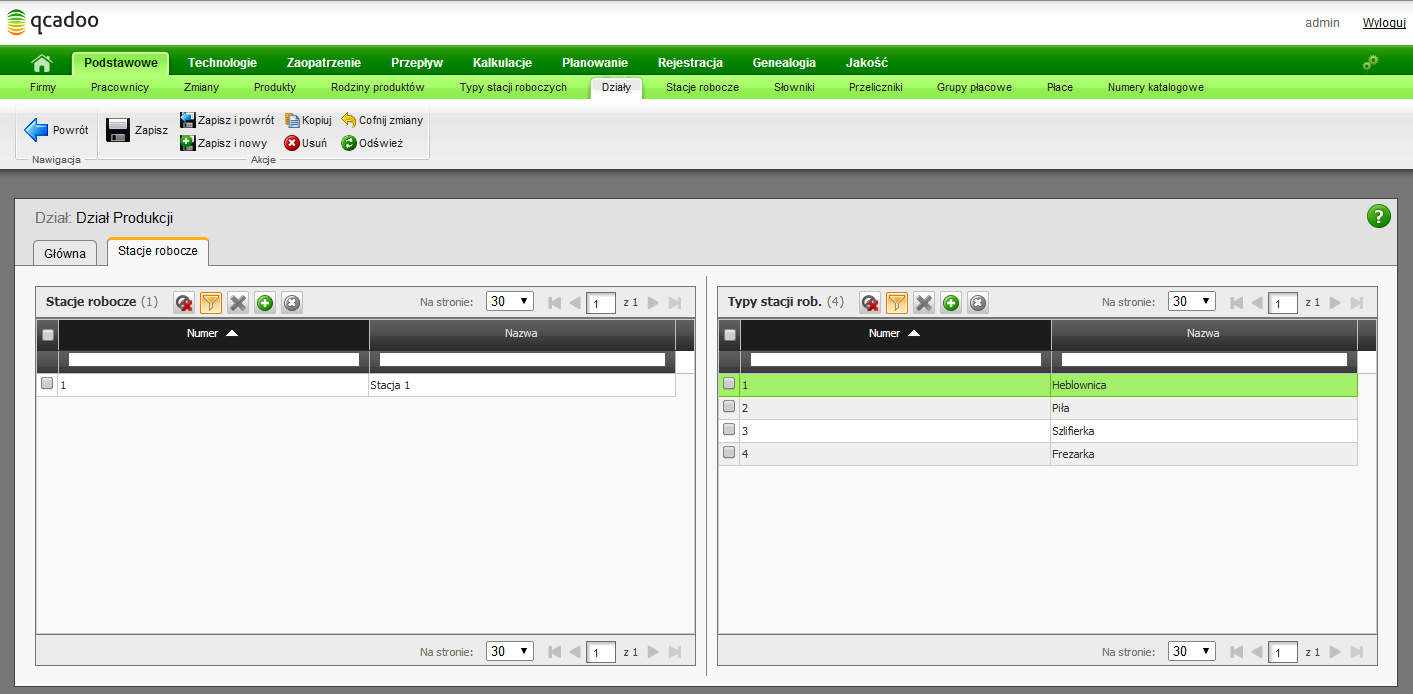 qcadoo
admin Wyloguj
Podstawowe Technologie Zaopatrzenie Przepływ Kalkulacje Planowanie Rejestracja Genealogia Jakość
Firmy Pracownicy Zmiany Produkty Rodziny produktów Typy stacji roboczych Działy Stacje robocze Słowniki Przeliczniki Grupy płacowe Płace Numery katalogowe
Powrót Zapisz Zapisz i powrót Kopiuj Cofnij zmiany
Zapisz i nowy Usuń Odśwież
Nawigacja Akcje
Dział: Dział Produkcji
?
Główna Stacje robocze
Stacje robocze (1) Na stronie: 30 1 z 1
Numer Nazwa
1 Stacja 1
Na stronie: 30 1 z 1
Typy stacji rob. (4) Na stronie: 30 1 z 1
Numer Nazwa
1 Heblownica
2 Piła
3 Szlifierka
4 Frezarka
Na stronie: 30 1 z 1